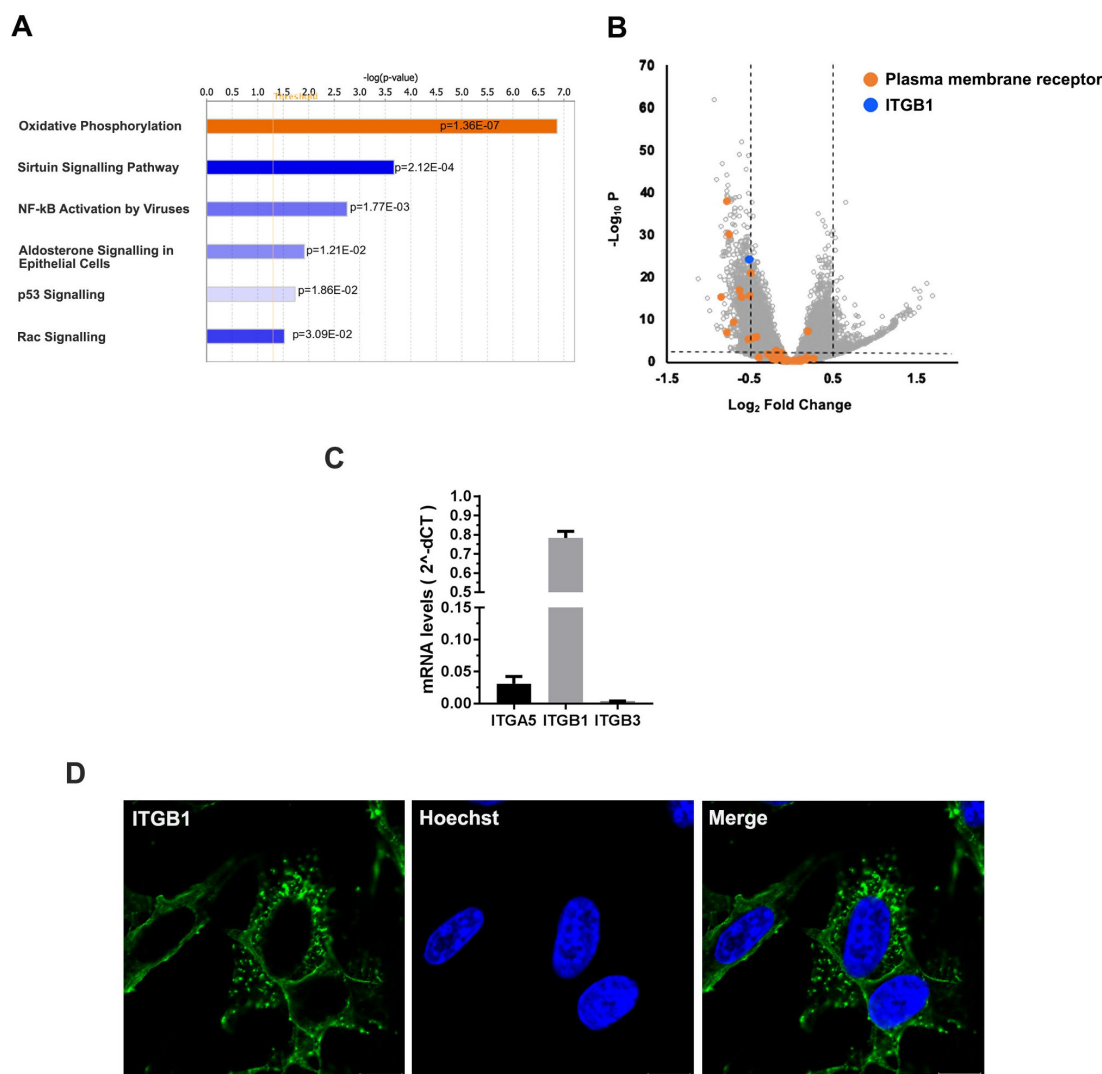 A
-log(p-value)
0.0 0.5 1.0 1.5 2.0 2.5 3.0 3.5 4.0 4.5 5.0 5.5 6.0 6.5 7.0
Threshold
Oxidative Phosphorylation
p=1.36E-07
Sirtuin Signalling Pathway
p=2.12E-04
NF-kB Activation by Viruses
p=1.77E-03
Aldosterone Signalling in
Epithelial Cells
p=1.21E-02
p53 Signalling
p=1.86E-02
Rac Signalling
p=3.09E-02
B
70
60
50
40
30
20
10
0
-Log10 P
-1.5 -0.5 0.5 1.5
Log2 Fold Change
Plasma membrane receptor
ITGB1
C
mRNA levels ( 2^-dCT )
1.0
0.9
0.8
0.7
0.6
0.5
0.15
0.10
0.05
0.00
ITGA5 ITGB1 ITGB3
D
ITGB1
Hoechst
Merge